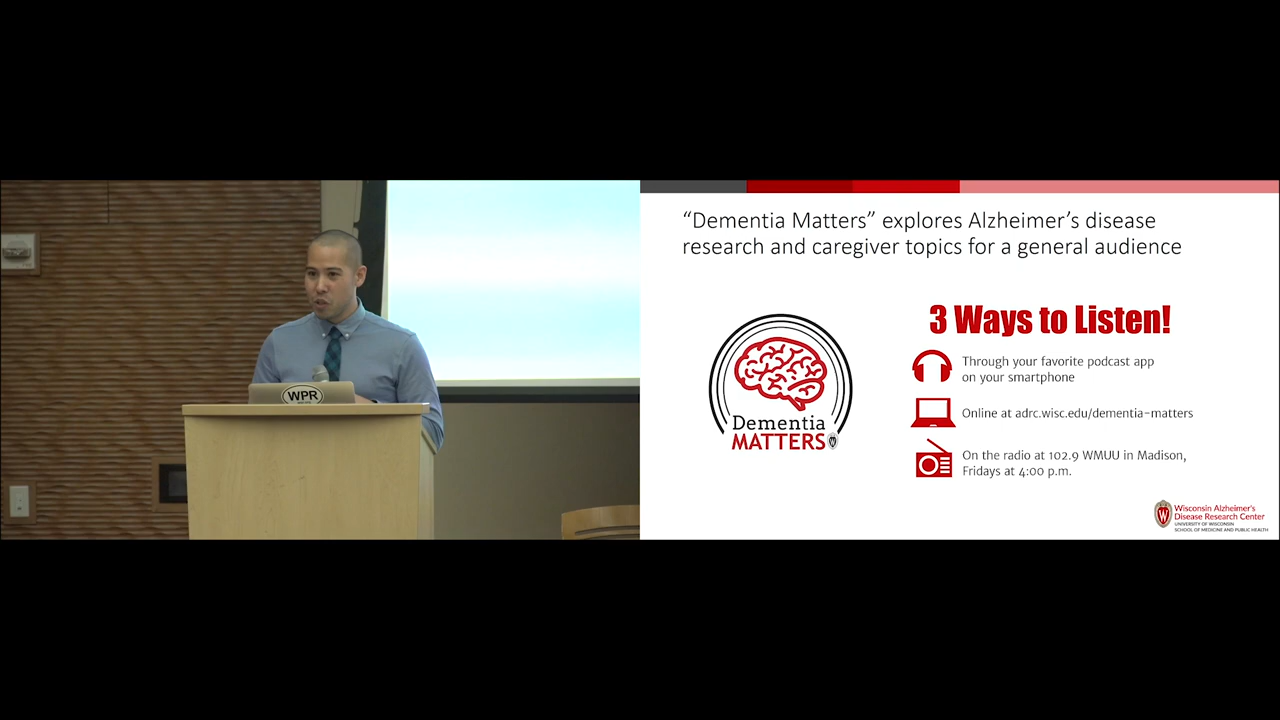 WPR
“Dementia Matters” explores Alzheimer’s disease
research and caregiver topics for a general audience
Dementia
MATTERS
3 Ways to Listen!
Through your favorite podcast app
on your smartphone
Online at adrc.wisc.edu/dementia-matters
On the radio at 102.9 WMUU in Madison,
Fridays at 4:00 p.m.
Wisconsin Alzheimer's
Disease Research Center
UNIVERSITY OF WISCONSIN
SCHOOL OF MEDICINE AND PUBLIC HEALTH